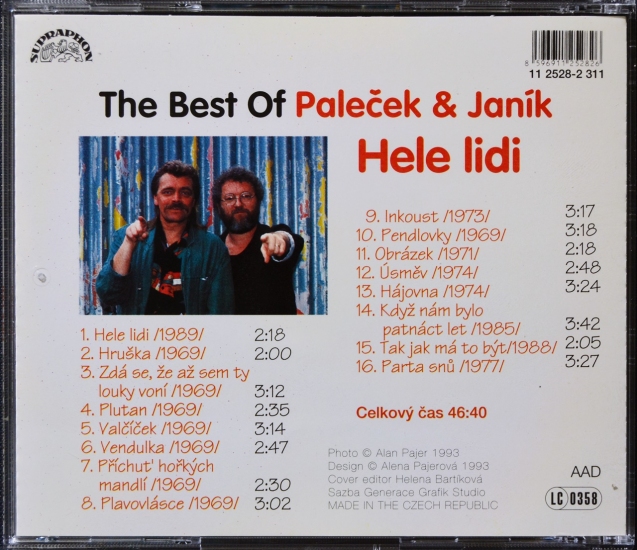 SUPRAPHON
8 596911 252826
11 2528-2 311
The Best Of Paleček & Janík
Hele lidi
1. Hele lidi /1989/ 2:18
2. Hruška /1969/ 2:00
3. Zdá se, že až sem ty
louky voní /1969/ 3:12
4. Plutan /1969/ 2:35
5. Valčíček /1969/ 3:14
6. Vendulka /1969/ 2:47
7. Příchuť hořkých
mandlí /1969/ 2:30
8. Plavovlásce /1969/ 3:02
9. Inkoust /1973/ 3:17
10. Pendlovky /1969/ 3:18
11. Obrázek /1971/ 2:18
12. Úsměv /1974/ 2:48
13. Hájovna /1974/ 3:24
14. Když nám bylo
patnáct let /1985/ 3:42
15. Tak jak má to být/1988/ 2:05
16. Parta snů /1977/ 3:27
Celkový čas 46:40
Photo © Alan Pajer 1993
Design © Alena Pajerová 1993
Cover editor Helena Bartíková
Sazba Generace Grafik Studio
MADE IN THE CZECH REPUBLIC
AAD
LC 0358